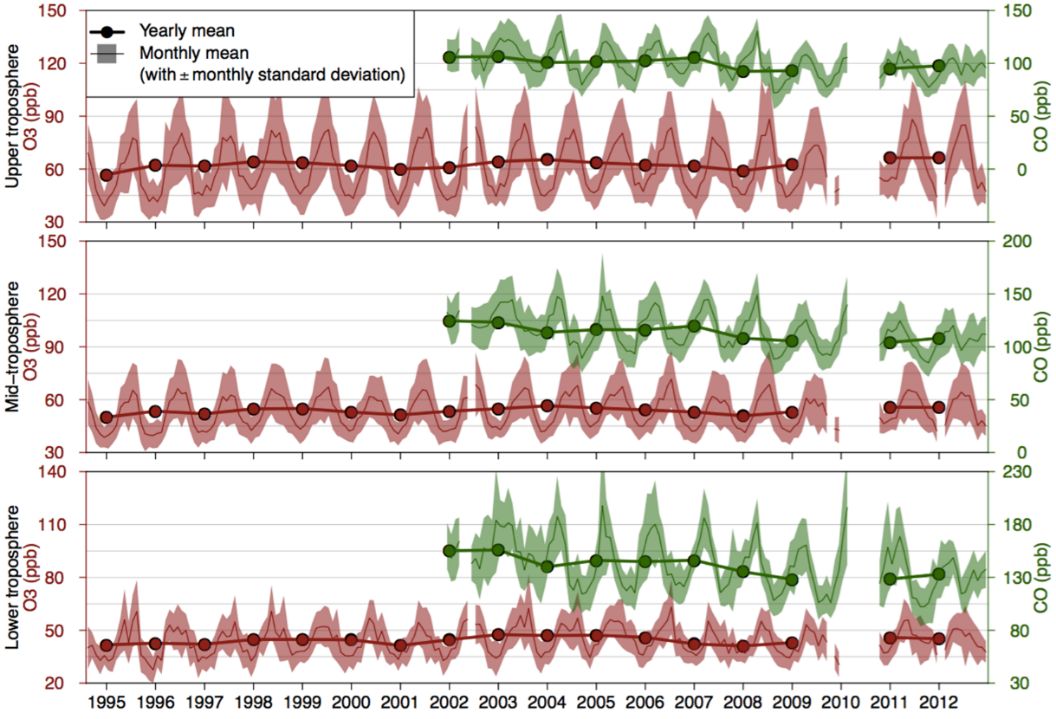 Yearly mean
Monthly mean
(with ± monthly standard deviation)
Upper troposphere
O3 (ppb)
150
120
90
60
30
150
100
50
0
CO (ppb)
Mid−troposphere
O3 (ppb)
150
120
90
60
30
200
150
100
50
0
CO (ppb)
Lower troposphere
O3 (ppb)
140
110
80
50
20
230
180
130
80
30
CO (ppb)
1995 1996 1997 1998 1999 2000 2001 2002 2003 2004 2005 2006 2007 2008 2009 2010 2011 2012